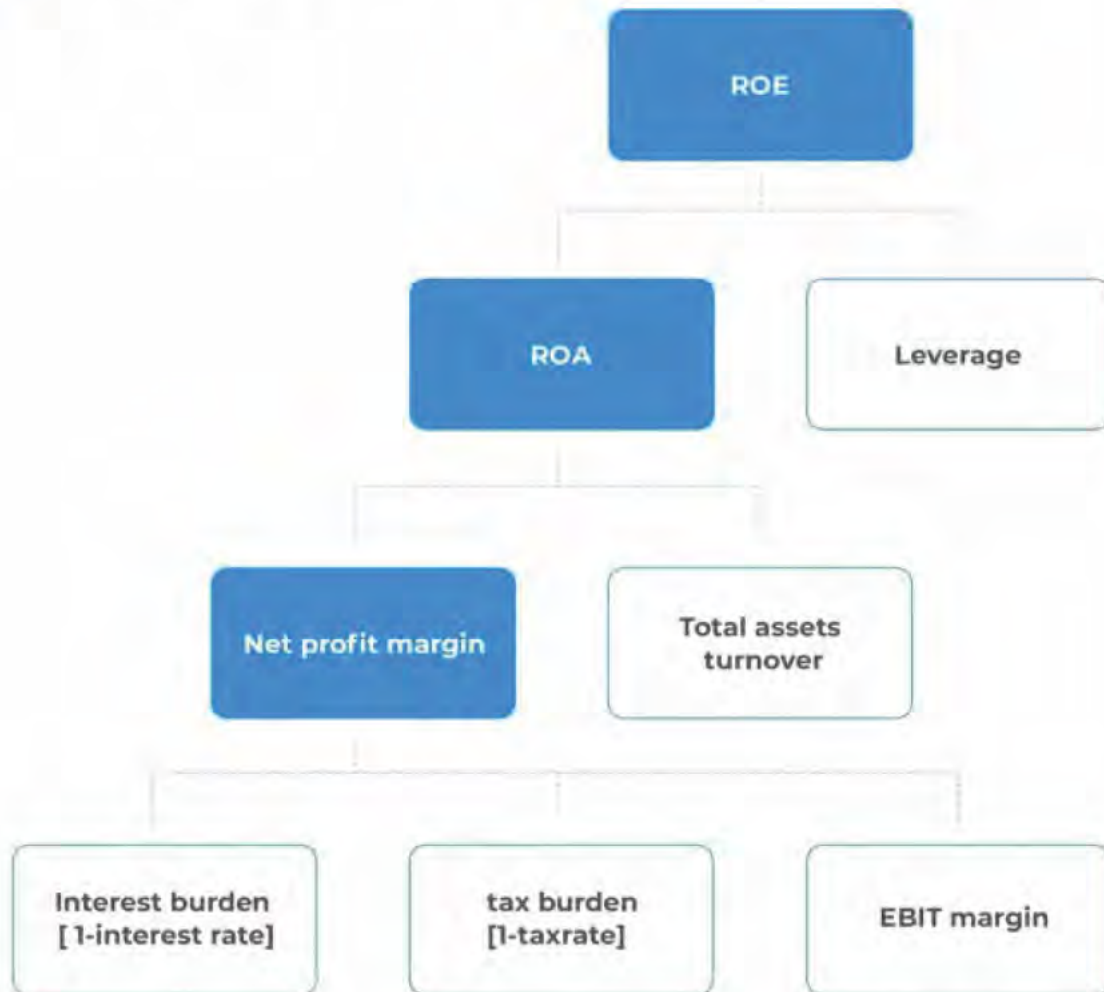 ROE
ROA
Leverage
Net profit margin
Total assets
turnover
Interest burden
[ 1-interest rate]
tax burden
[1-taxrate]
EBIT margin